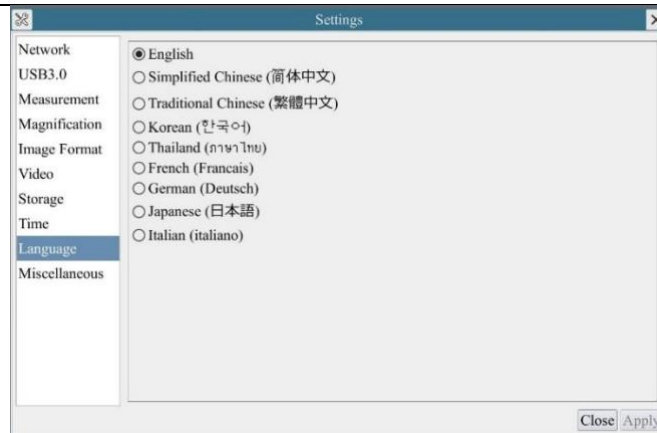 Settings
Network
USB3.0
Measurement
Magnification
Image Format
Video
Storage
Time
Language
Miscellaneous
English
Simplified Chinese (简体中文)
Traditional Chinese (繁體中文)
Korean (한국어)
Thailand (ภาษาไทย)
French (Francais)
German (Deutsch)
Japanese (日本語)
Italian (italiano)
Close Apply